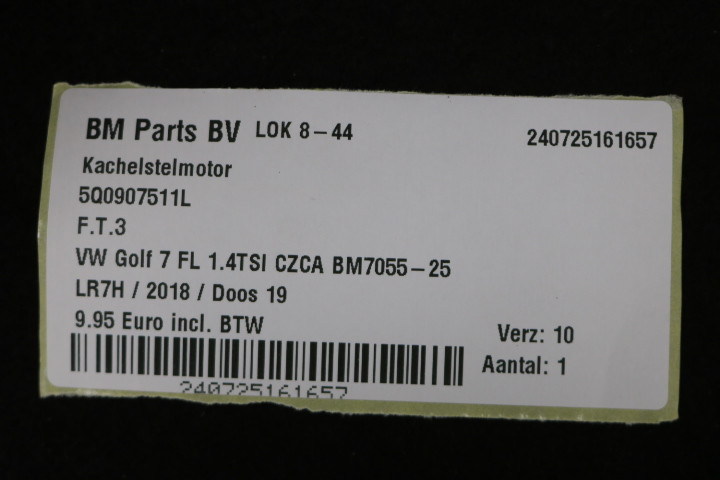 BM Parts BV LOK 8-44 240725161657
Kachelstelmotor
5Q0907511L
F.T.3
VW Golf 7 FL 1.4TSI CZCA BM7055-25
LR7H / 2018 / Doos 19
9.95 Euro incl. BTW
Verz: 10
Aantal: 1
240725161657